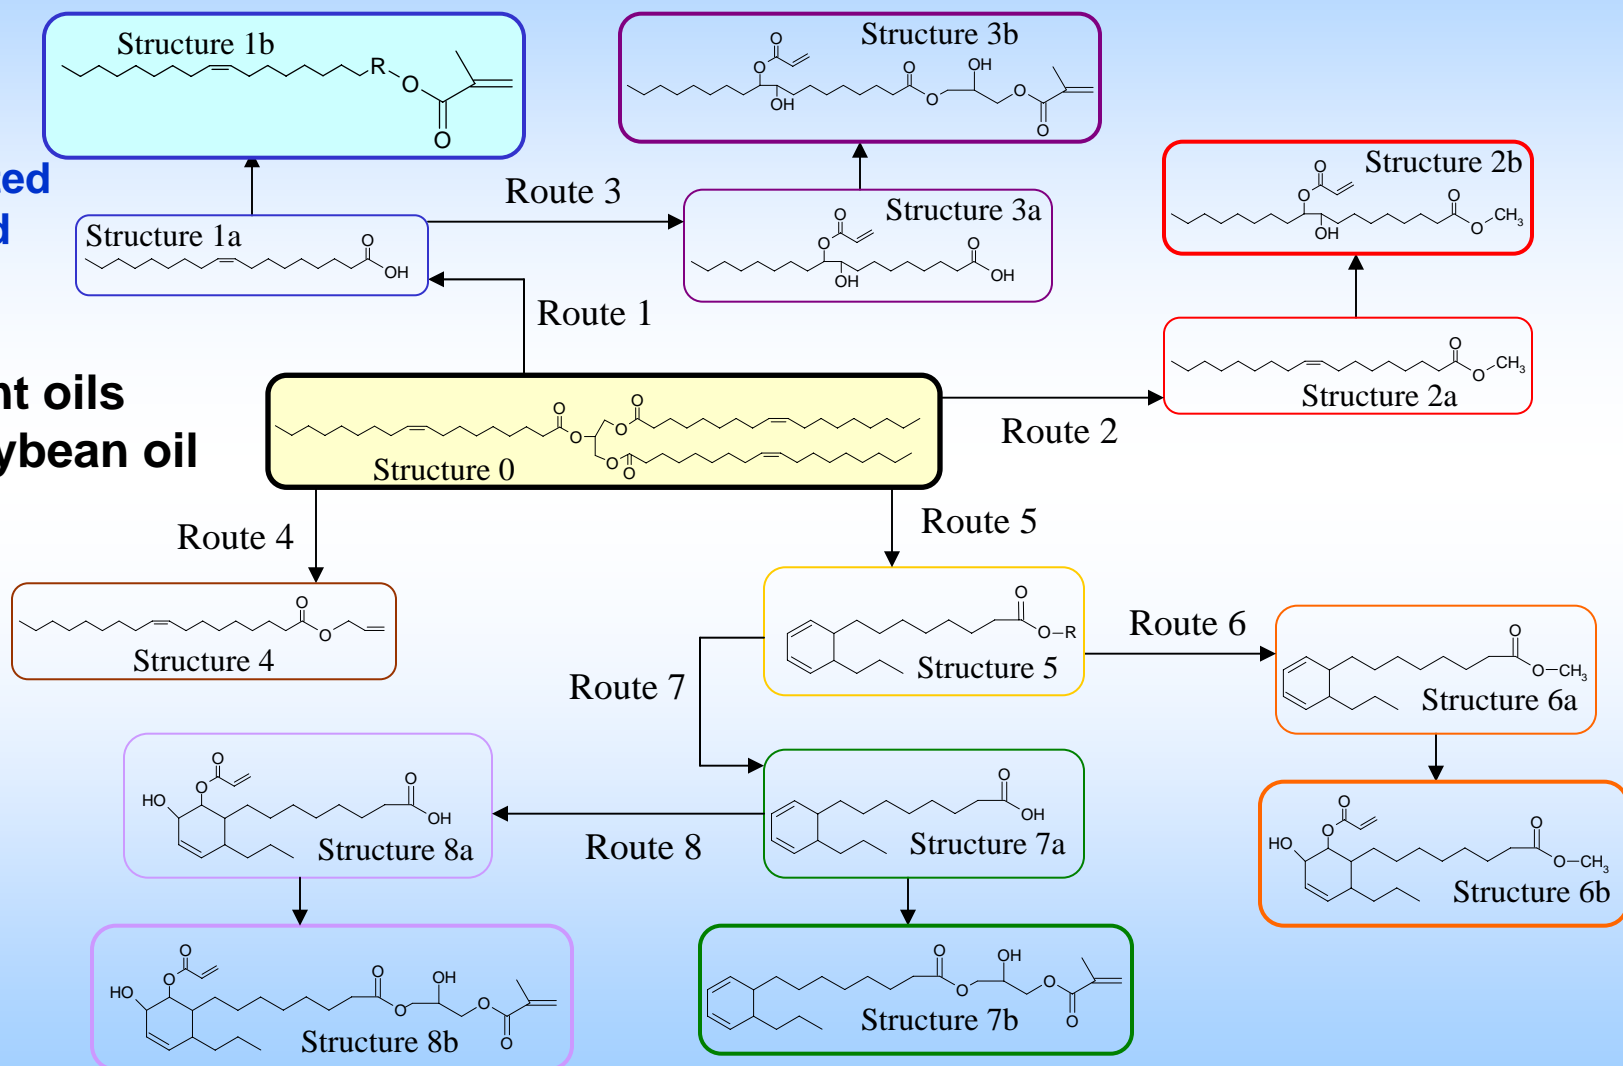 Structure 1b
R
O
O
Structure 3b
O
O
OH
O
O
OH
O
O
Structure 2b
O
O
OH
O
O
CH3
ed
d
Route 3
Structure 1a
O
OH
Structure 3a
O
O
OH
O
OH
Route 1
O
O
CH3
Structure 2a
nt oils
ybean oil
O
O
O
O
O
O
Structure 0
Route 2
Route 4
Route 5
O
O
Structure 4
O
O–R
Structure 5
Route 6
O
O–CH3
Structure 6a
Route 7
O
O
HO
O
OH
Structure 8a
Route 8
O
OH
Structure 7a
O
O
HO
O
O–CH3
Structure 6b
O
O
HO
O
O
OH
O
O
Structure 8b
O
O
OH
O
O
Structure 7b